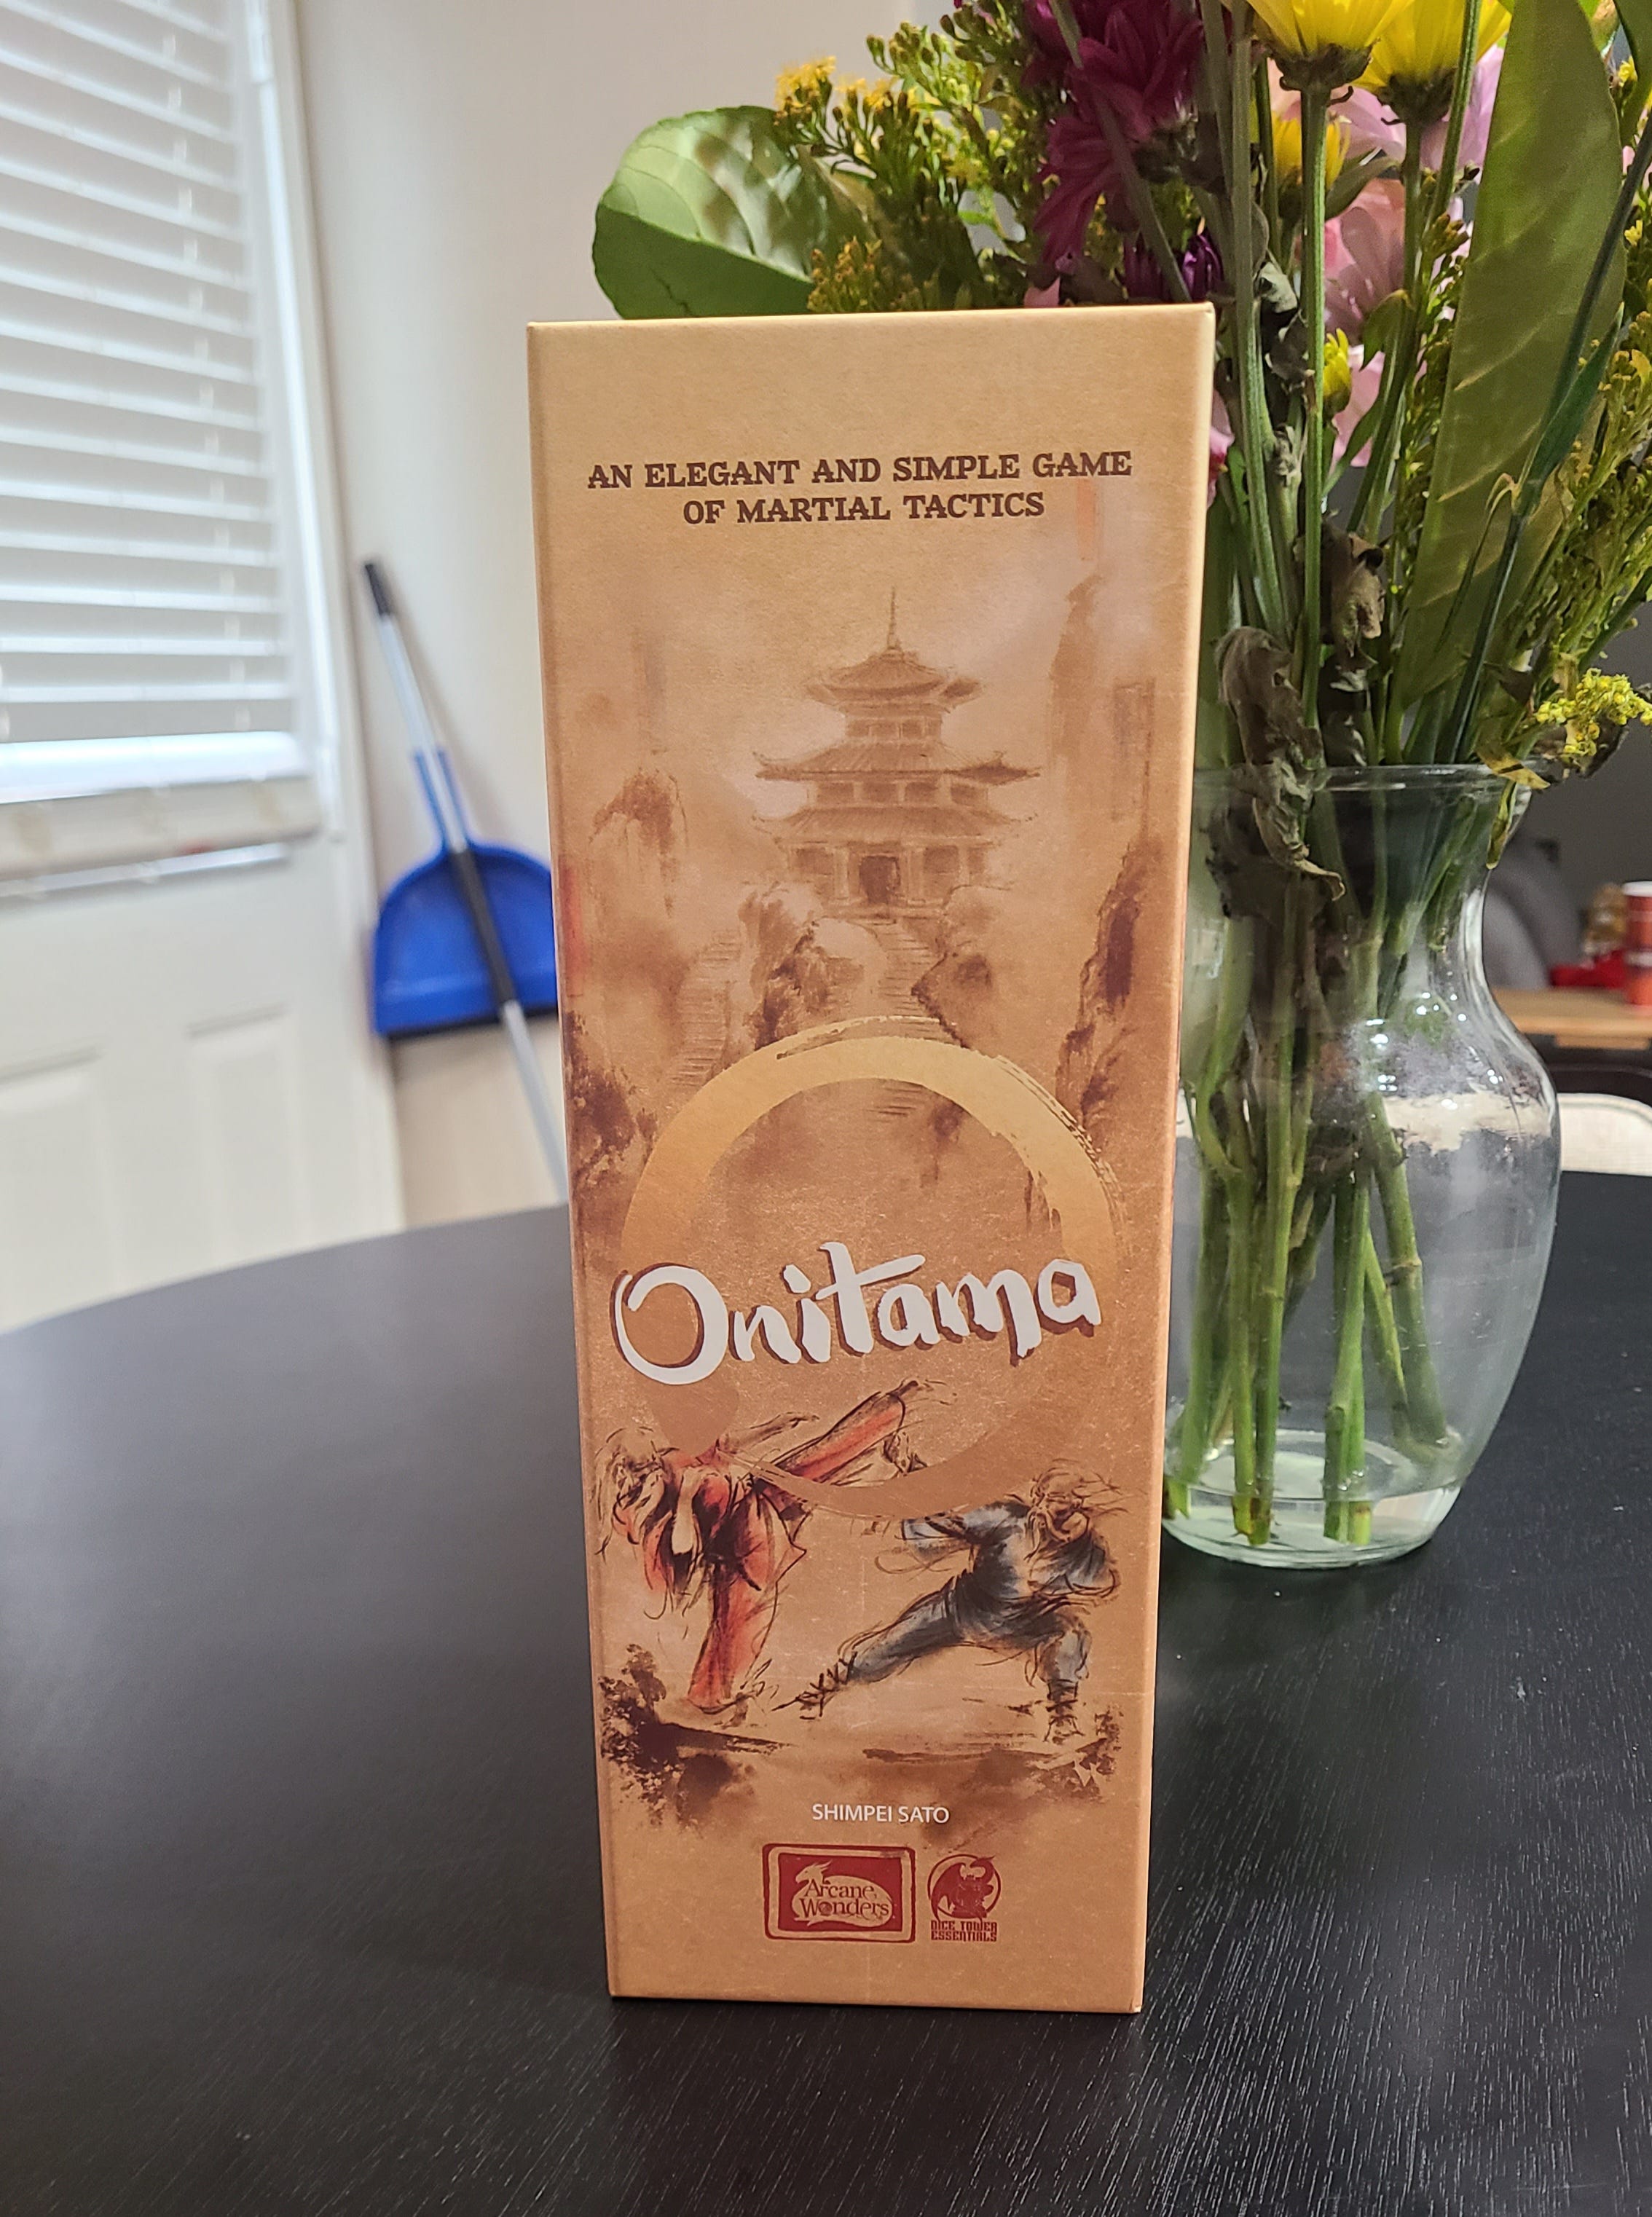 AN ELEGANT AND SIMPLE GAME
OF MARTIAL TACTICS
Onitama
SHIMPEI SATO
Arcane
Wonders
DICE TOWER
ESSENTIALS